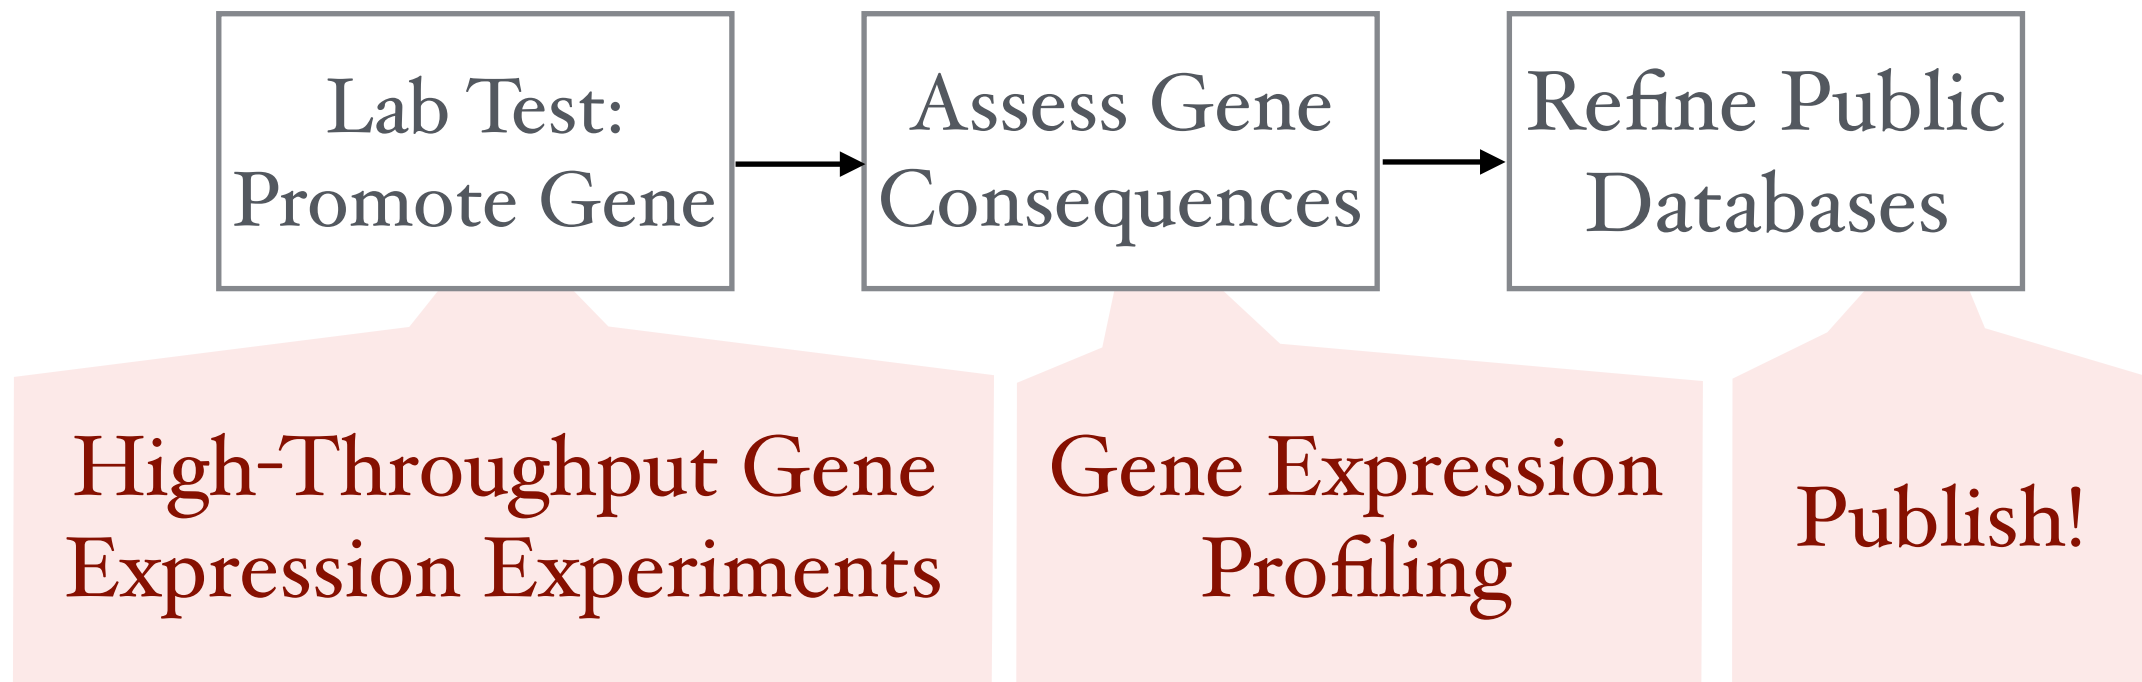 Lab Test:
Promote Gene
Assess Gene
Consequences
Refine Public
Databases
High-Throughput Gene
Expression Experiments
Gene Expression
Profiling
Publish!